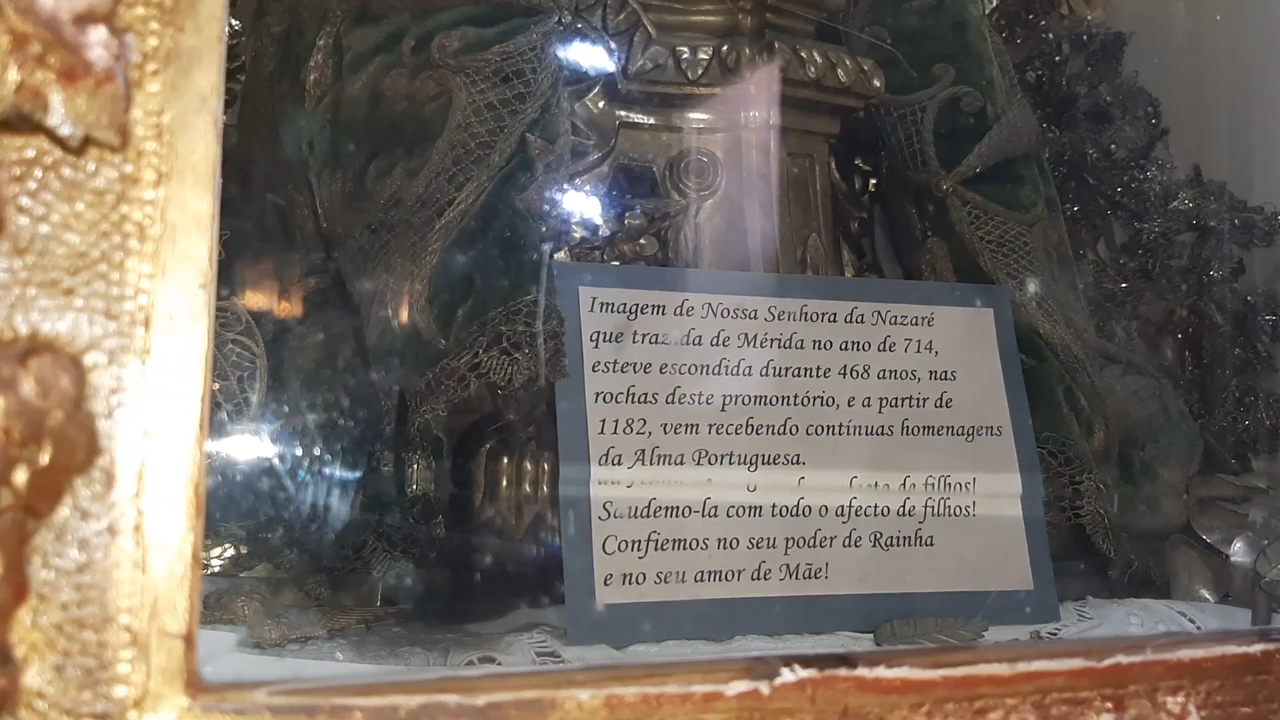 Imagem de Nossa Senhora da Nazaré
que trazida de Mérida no ano de 714,
esteve escondida durante 468 anos, nas
rochas deste promontório, e a partir de
1182, vem recebendo contínuas homenagens
da Alma Portuguesa.
de filhos!
Saudemo-la com todo o afecto de filhos!
Confiemos no seu poder de Rainha
e no seu amor de Mãe!